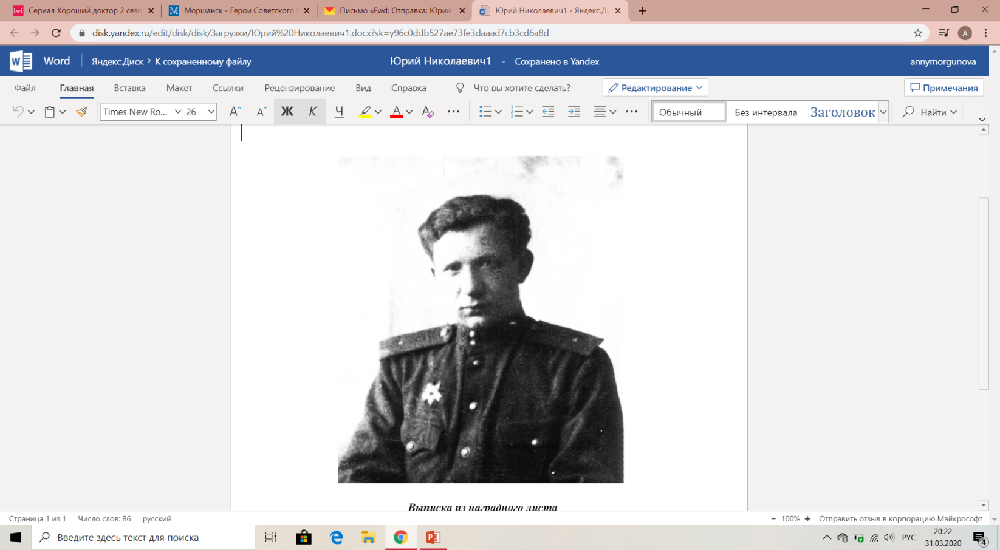 Сериал Хороший доктор 2 сезо
Моршанск - Герои Советского
Письмо «Fwd: Отправка: Юрий
Юрий Николаевич1 - Яндекс.Ди
disk.yandex.ru/edit/disk/disk/Загрузки/Юрий%20Николаевич1.docx?sk=y96c0ddb527ae73fe3daaad7cb3cd6a8d
A
Word
Яндекс.Диск > К сохраненному файлу
Юрий Николаевич1 - Сохранено в Yandex
annymorgunova
Файл Главная Вставка Макет Ссылки Рецензирование Вид Справка Что вы хотите сделать? Редактирование Примечания
Times New Ro... 26 Ж К Ч Обычный Без интервала Заголовок Найти
Выписка из наградного листа
Страница 1 из 1 Число слов: 86 русский - 100% + Отправить отзыв в корпорацию Майкрософт
Введите здесь текст для поиска
РУС
20:22
31.03.2020
4